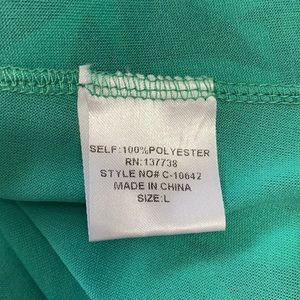 SELF:100%POLYESTER
RN:137738
STYLE NO# C-10642
MADE IN CHINA
SIZE:L